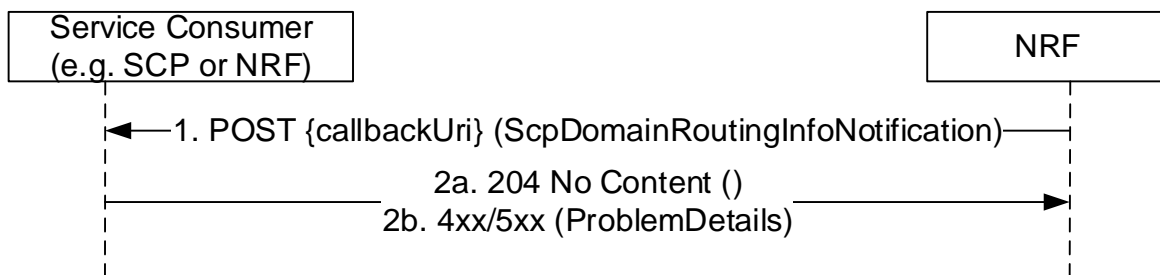 Service Consumer
(e.g. SCP or NRF)
NRF
1. POST {callbackUri} (ScpDomainRoutingInfoNotification)
2a. 204 No Content ()
2b. 4xx/5xx (ProblemDetails)